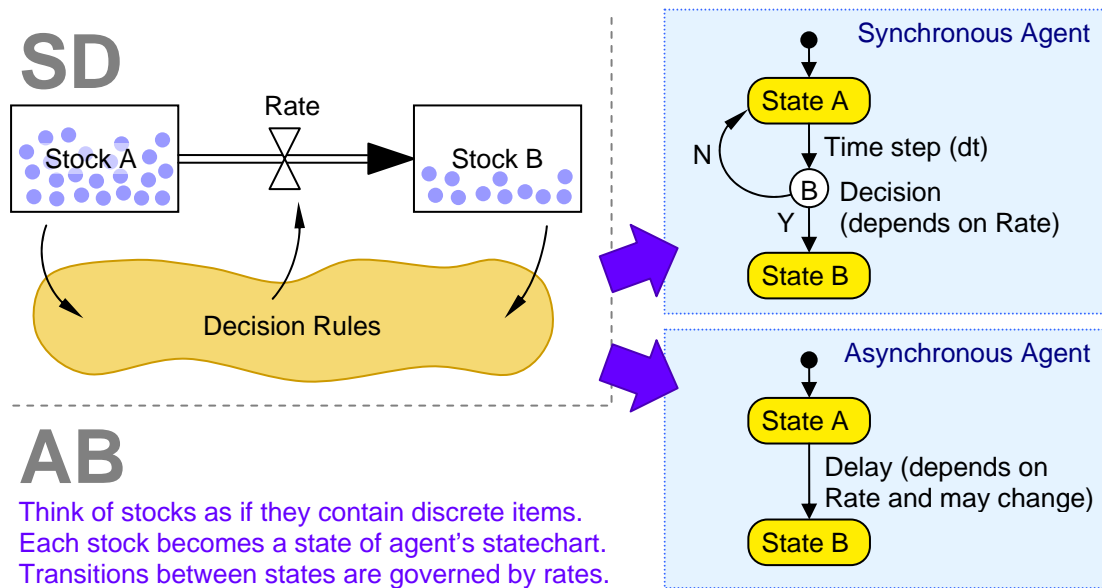 SD
Rate
Stock A
Stock B
Decision Rules
AB
Think of stocks as if they contain discrete items.
Each stock becomes a state of agent’s statechart.
Transitions between states are governed by rates.
Synchronous Agent
State A
N
Time step (dt)
B
Decision
(depends on Rate)
Y
State B
Asynchronous Agent
State A
Delay (depends on
Rate and may change)
State B